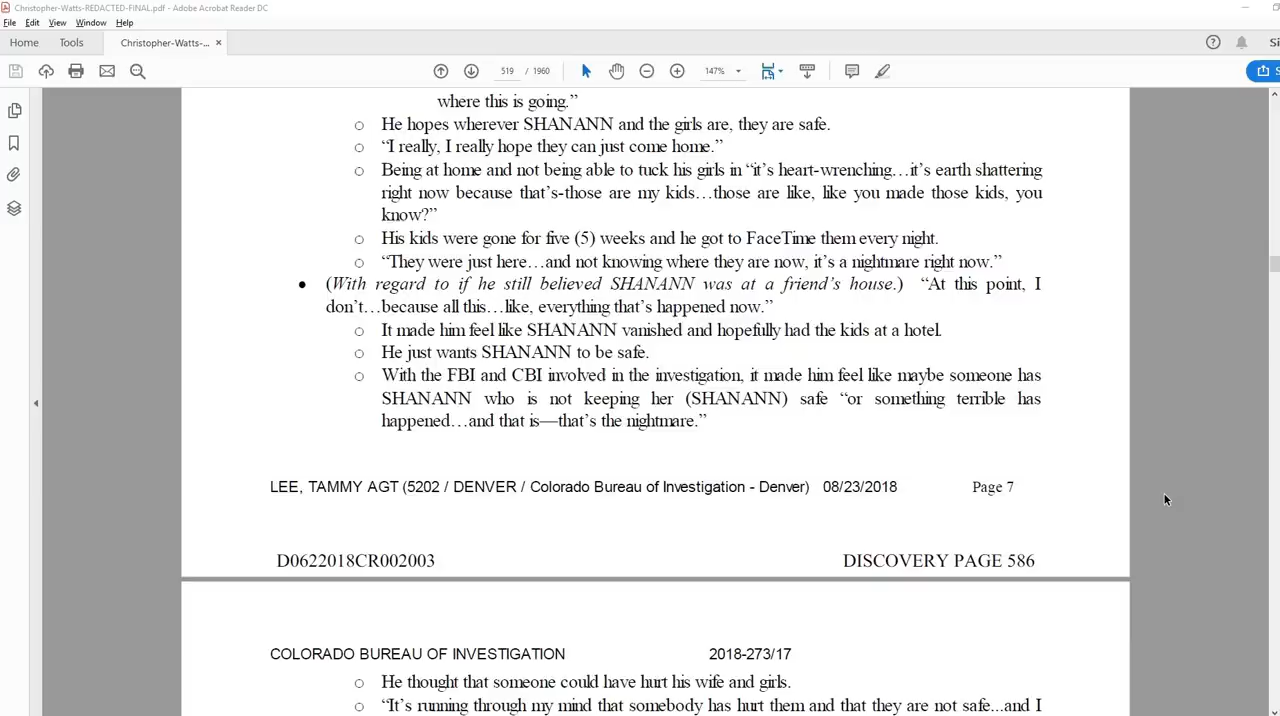 Christopher-Watts-REDACTED-FINAL.pdf - Adobe Acrobat Reader DC
File Edit View Window Help
Home Tools Christopher-Watts-... ×
519 / 1960 147%
where this is going.”
○ He hopes wherever SHANANN and the girls are, they are safe.
○ “I really, I really hope they can just come home.”
○ Being at home and not being able to tuck his girls in “it’s heart-wrenching…it’s earth shattering
right now because that’s-those are my kids…those are like, like you made those kids, you
know?”
○ His kids were gone for five (5) weeks and he got to FaceTime them every night.
○ “They were just here…and not knowing where they are now, it’s a nightmare right now.”
● (With regard to if he still believed SHANANN was at a friend’s house.) “At this point, I
don’t…because all this…like, everything that’s happened now.”
○ It made him feel like SHANANN vanished and hopefully had the kids at a hotel.
○ He just wants SHANANN to be safe.
○ With the FBI and CBI involved in the investigation, it made him feel like maybe someone has
SHANANN who is not keeping her (SHANANN) safe “or something terrible has
happened…and that is—that’s the nightmare.”
LEE, TAMMY AGT (5202 / DENVER / Colorado Bureau of Investigation - Denver) 08/23/2018 Page 7
D0622018CR002003 DISCOVERY PAGE 586
COLORADO BUREAU OF INVESTIGATION 2018-273/17
○ He thought that someone could have hurt his wife and girls.
○ “It’s running through my mind that somebody has hurt them and that they are not safe...and I